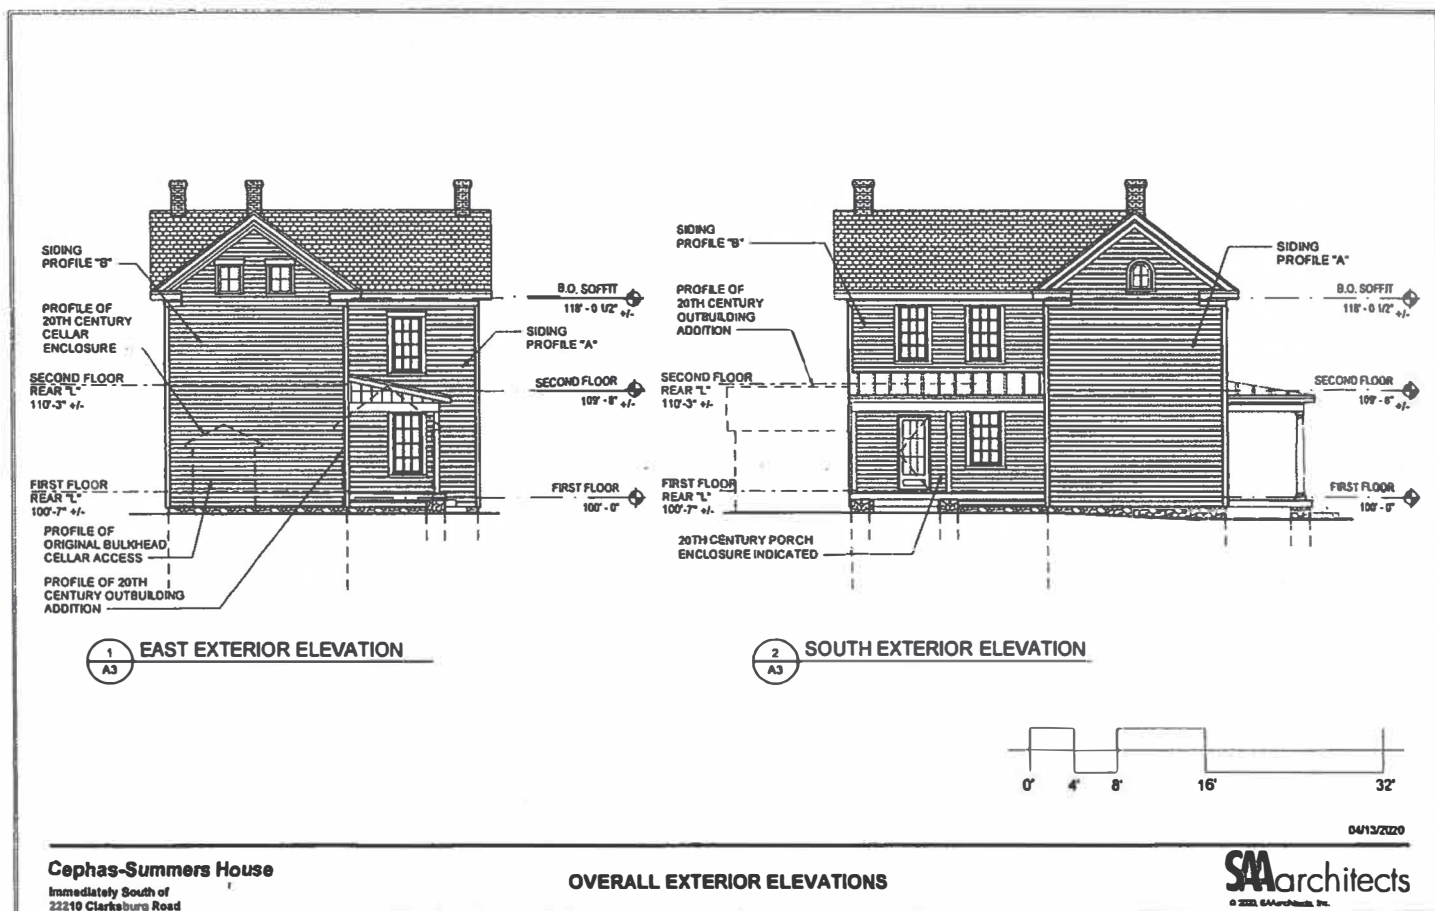 SIDING
PROFILE "B"
PROFILE OF
20TH CENTURY
CELLAR
ENCLOSURE
SECOND FLOOR
REAR "L"
110'-3" +/-
FIRST FLOOR
REAR "L"
100'-7" +/-
PROFILE OF
ORIGINAL BULKHEAD
CELLAR ACCESS
PROFILE OF 20TH
CENTURY OUTBUILDING
ADDITION
B.O. SOFFIT
118' - 0 1/2" +/-
SIDING
PROFILE "A"
SECOND FLOOR
109' - 8" +/-
FIRST FLOOR
100' - 0"
1
A3
EAST EXTERIOR ELEVATION
SIDING
PROFILE "B"
PROFILE OF
20TH CENTURY
OUTBUILDING
ADDITION
SECOND FLOOR
REAR "L"
110'-3" +/-
FIRST FLOOR
REAR "L"
100'-7" +/-
20TH CENTURY PORCH
ENCLOSURE INDICATED
SIDING
PROFILE "A"
B.O. SOFFIT
118' - 0 1/2" +/-
SECOND FLOOR
109' - 8" +/-
FIRST FLOOR
100' - 0"
2
A3
SOUTH EXTERIOR ELEVATION
0' 4' 8' 16' 32'
04/13/2020
Cephas-Summers House
Immediately South of
22210 Clarksburg Road
OVERALL EXTERIOR ELEVATIONS
SAAarchitects
© 2020, SAAarchitects, Inc.